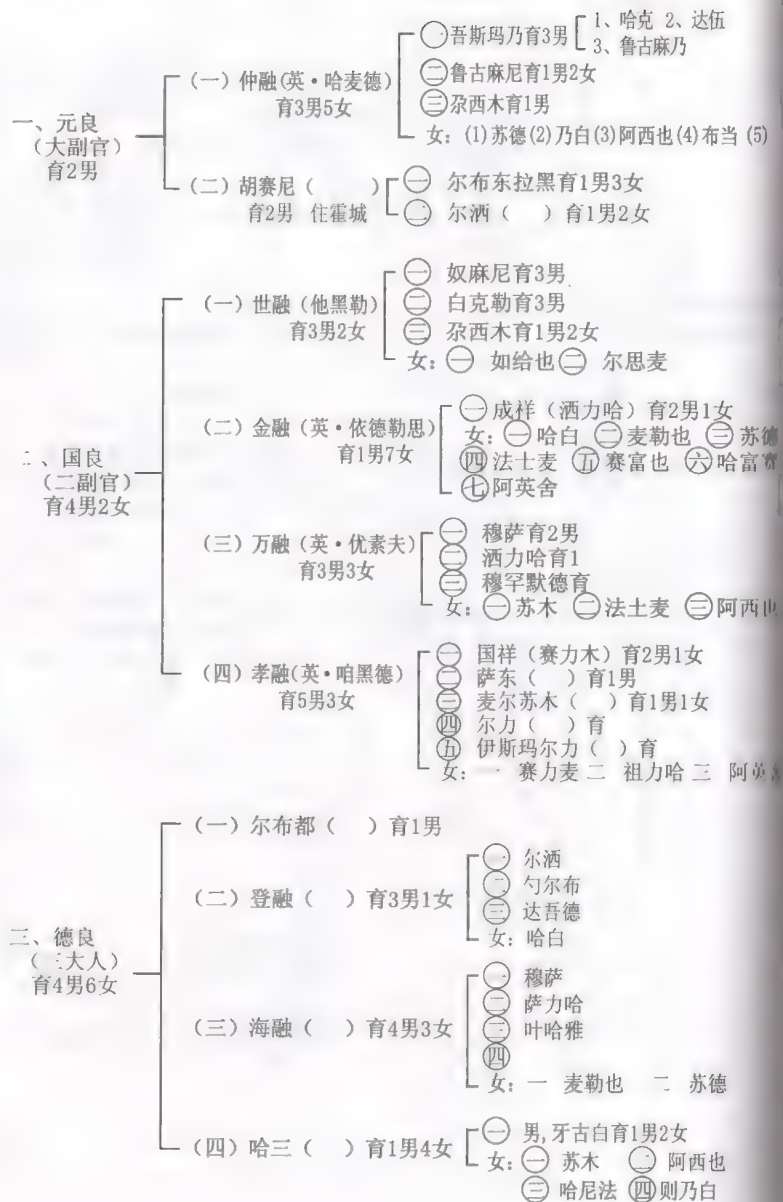 一、元良
(大副官)
育2男
(一) 仲融(英·哈麦德)
育3男5女
㊀吾斯玛乃育3男
1、哈克 2、达伍
3、鲁古麻乃
㊁鲁古麻尼育1男2女
㊂尕西木育1男
女: (1)苏德(2)乃白(3)阿西也(4)布当(5)
(二) 胡赛尼 ( )
育2男 住霍城
㊀ 尔布东拉黑育1男3女
㊁ 尔洒 ( ) 育1男2女
二、国良
(二副官)
育4男2女
(一) 世融 (他黑勒)
育3男2女
㊀ 奴麻尼育3男
㊁ 白克勒育3男
㊂ 尕西木育1男2女
女: ㊀ 如给也 ㊁ 尔思麦
(二) 金融 (英·依德勒思)
育1男7女
㊀成祥 (洒力哈) 育2男1女
女: ㊀哈白 ㊁麦勒也 ㊂苏德
㊃法土麦 ㊄赛富也 ㊅哈富赛
㊆阿英舍
(三) 万融 (英·优素夫)
育3男3女
㊀ 穆萨育2男
㊁ 洒力哈育1
㊂ 穆罕默德育
女: ㊀苏木 ㊁法土麦 ㊂阿西也
(四) 孝融(英·咱黑德)
育5男3女
㊀ 国祥 (赛力木) 育2男1女
㊁ 萨东 ( ) 育1男
㊂ 麦尔苏木 ( ) 育1男1女
㊃ 尔力 ( ) 育
㊄ 伊斯玛尔力 ( ) 育
女: 一 赛力麦 二 祖力哈 三 阿英
三、德良
(三大人)
育4男6女
(一) 尔布都 ( ) 育1男
(二) 登融 ( ) 育3男1女
㊀ 尔洒
㊁ 勺尔布
㊂ 达吾德
女: 哈白
(三) 海融 ( ) 育4男3女
㊀ 穆萨
㊁ 萨力哈
㊂ 叶哈雅
㊃
女: 一 麦勒也 二 苏德
(四) 哈三 ( ) 育1男4女
㊀ 男,牙古白育1男2女
女: ㊀ 苏木 ㊁ 阿西也
㊂ 哈尼法 ㊃则乃白